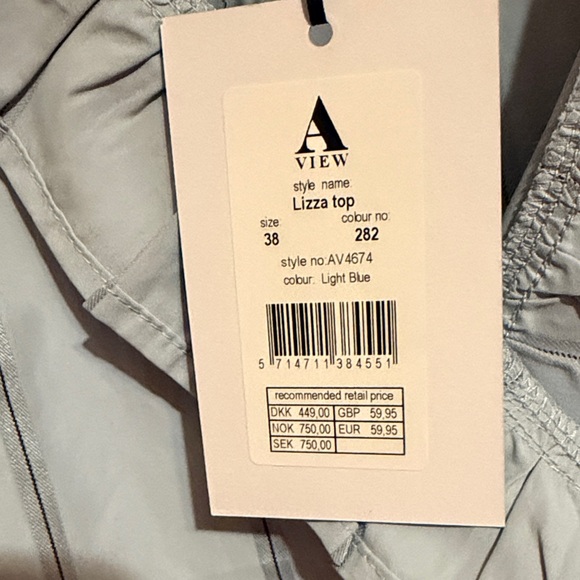 A
VIEW
style name:
Lizza top
size: colour no:
38 282
style no:AV4674
colour: Light Blue
5 714711 384551
recommended retail price
DKK 449,00 GBP 59,95
NOK 750,00 EUR 59,95
SEK 750,00